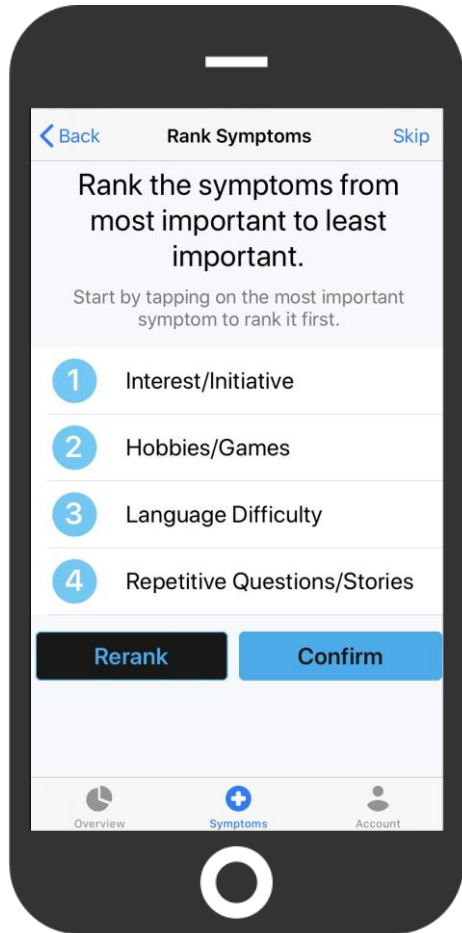 Back Rank Symptoms Skip
Rank the symptoms from
most important to least
important.
Start by tapping on the most important
symptom to rank it first.
1 Interest/Initiative
2 Hobbies/Games
3 Language Difficulty
4 Repetitive Questions/Stories
Rerank Confirm
Overview Symptoms Account